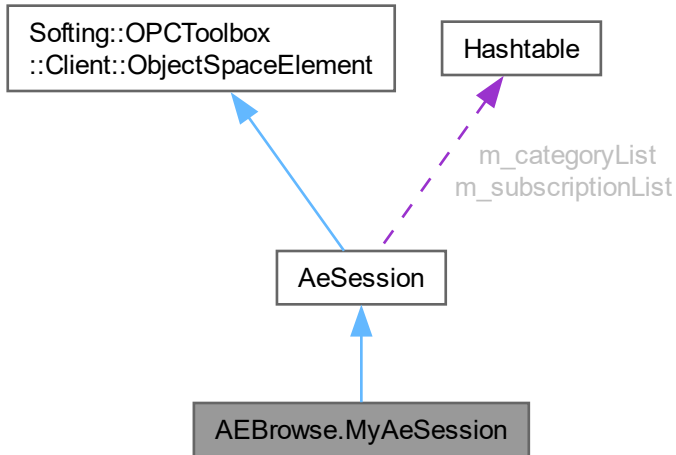 Softing::OPCToolbox
::Client::ObjectSpaceElement
Hashtable
m_categoryList
m_subscriptionList
AeSession
AEBrowse.MyAeSession